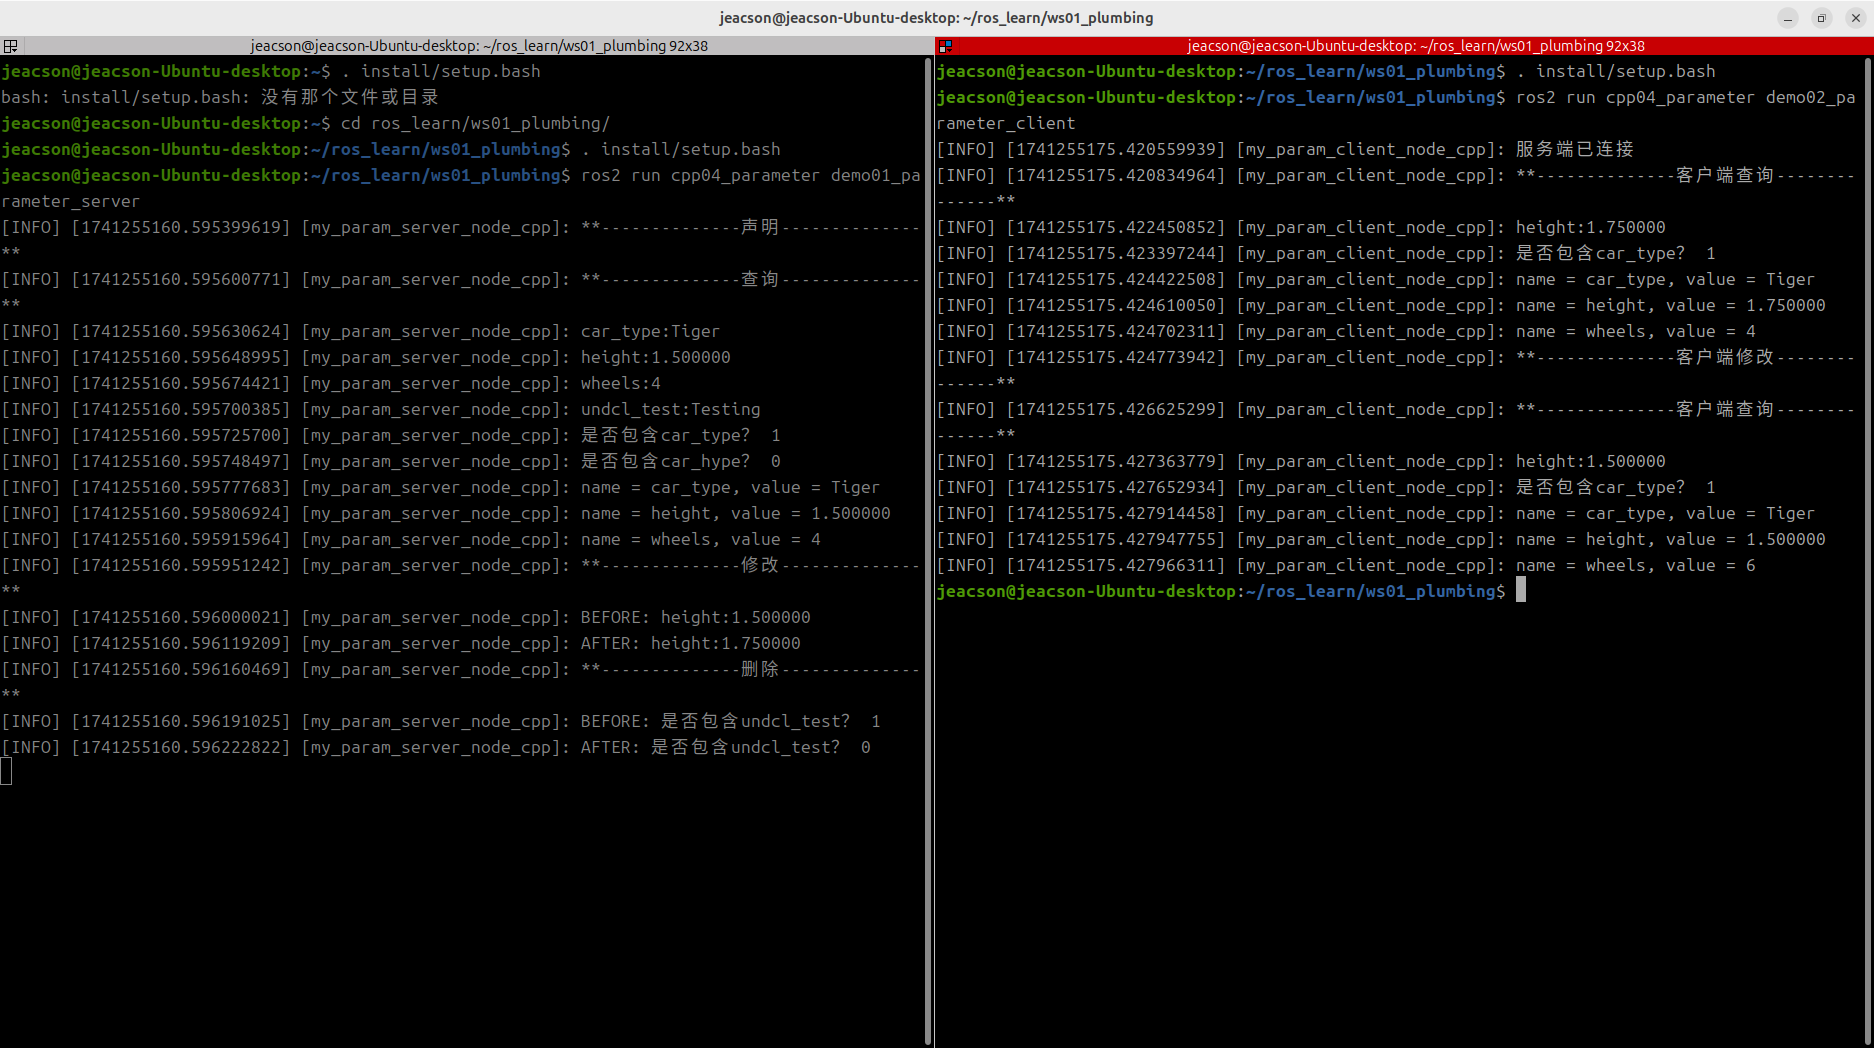 jeacson@jeacson-Ubuntu-desktop: ~/ros_learn/ws01_plumbing
jeacson@jeacson-Ubuntu-desktop: ~/ros_learn/ws01_plumbing 92x38
jeacson@jeacson-Ubuntu-desktop:~$ . install/setup.bash
bash: install/setup.bash: 没有那个文件或目录
jeacson@jeacson-Ubuntu-desktop:~$ cd ros_learn/ws01_plumbing/
jeacson@jeacson-Ubuntu-desktop:~/ros_learn/ws01_plumbing$ . install/setup.bash
jeacson@jeacson-Ubuntu-desktop:~/ros_learn/ws01_plumbing$ ros2 run cpp04_parameter demo01_pa
rameter_server
[INFO] [1741255160.595399619] [my_param_server_node_cpp]: **--------------声明--------------
**
[INFO] [1741255160.595600771] [my_param_server_node_cpp]: **--------------查询--------------
**
[INFO] [1741255160.595630624] [my_param_server_node_cpp]: car_type:Tiger
[INFO] [1741255160.595648995] [my_param_server_node_cpp]: height:1.500000
[INFO] [1741255160.595674421] [my_param_server_node_cpp]: wheels:4
[INFO] [1741255160.595700385] [my_param_server_node_cpp]: undcl_test:Testing
[INFO] [1741255160.595725700] [my_param_server_node_cpp]: 是否包含car_type? 1
[INFO] [1741255160.595748497] [my_param_server_node_cpp]: 是否包含car_hype? 0
[INFO] [1741255160.595777683] [my_param_server_node_cpp]: name = car_type, value = Tiger
[INFO] [1741255160.595806924] [my_param_server_node_cpp]: name = height, value = 1.500000
[INFO] [1741255160.595915964] [my_param_server_node_cpp]: name = wheels, value = 4
[INFO] [1741255160.595951242] [my_param_server_node_cpp]: **--------------修改--------------
**
[INFO] [1741255160.596000021] [my_param_server_node_cpp]: BEFORE: height:1.500000
[INFO] [1741255160.596119209] [my_param_server_node_cpp]: AFTER: height:1.750000
[INFO] [1741255160.596160469] [my_param_server_node_cpp]: **--------------删除--------------
**
[INFO] [1741255160.596191025] [my_param_server_node_cpp]: BEFORE: 是否包含undcl_test? 1
[INFO] [1741255160.596222822] [my_param_server_node_cpp]: AFTER: 是否包含undcl_test? 0
jeacson@jeacson-Ubuntu-desktop: ~/ros_learn/ws01_plumbing 92x38
jeacson@jeacson-Ubuntu-desktop:~/ros_learn/ws01_plumbing$ . install/setup.bash
jeacson@jeacson-Ubuntu-desktop:~/ros_learn/ws01_plumbing$ ros2 run cpp04_parameter demo02_pa
rameter_client
[INFO] [1741255175.420559939] [my_param_client_node_cpp]: 服务端已连接
[INFO] [1741255175.420834964] [my_param_client_node_cpp]: **--------------客户端查询--------
------**
[INFO] [1741255175.422450852] [my_param_client_node_cpp]: height:1.750000
[INFO] [1741255175.423397244] [my_param_client_node_cpp]: 是否包含car_type? 1
[INFO] [1741255175.424422508] [my_param_client_node_cpp]: name = car_type, value = Tiger
[INFO] [1741255175.424610050] [my_param_client_node_cpp]: name = height, value = 1.750000
[INFO] [1741255175.424702311] [my_param_client_node_cpp]: name = wheels, value = 4
[INFO] [1741255175.424773942] [my_param_client_node_cpp]: **--------------客户端修改--------
------**
[INFO] [1741255175.426625299] [my_param_client_node_cpp]: **--------------客户端查询--------
------**
[INFO] [1741255175.427363779] [my_param_client_node_cpp]: height:1.500000
[INFO] [1741255175.427652934] [my_param_client_node_cpp]: 是否包含car_type? 1
[INFO] [1741255175.427914458] [my_param_client_node_cpp]: name = car_type, value = Tiger
[INFO] [1741255175.427947755] [my_param_client_node_cpp]: name = height, value = 1.500000
[INFO] [1741255175.427966311] [my_param_client_node_cpp]: name = wheels, value = 6
jeacson@jeacson-Ubuntu-desktop:~/ros_learn/ws01_plumbing$